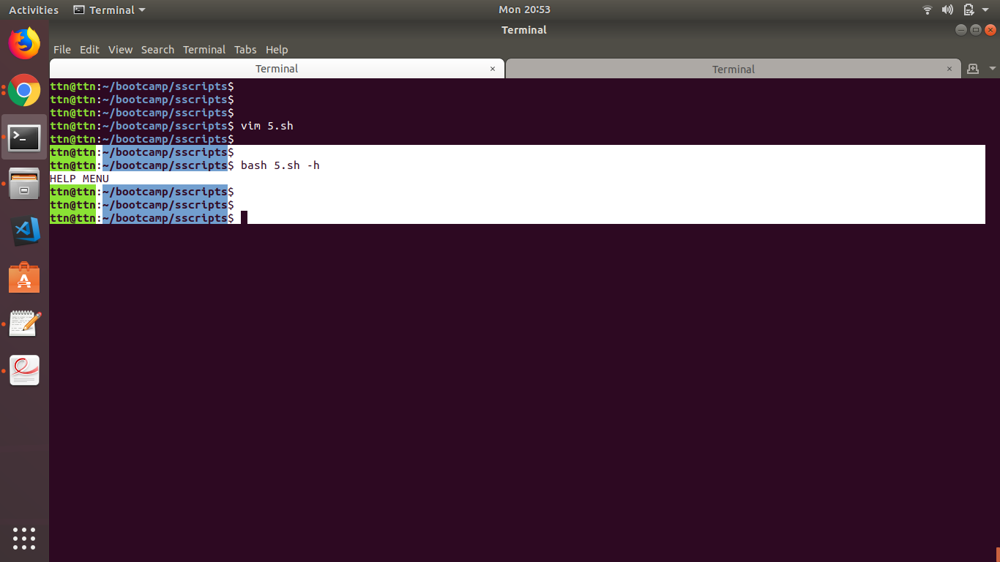 Activities Terminal Mon 20:53
Terminal
File Edit View Search Terminal Tabs Help
Terminal × Terminal ×
ttn@ttn:~/bootcamp/sscripts$
ttn@ttn:~/bootcamp/sscripts$
ttn@ttn:~/bootcamp/sscripts$
ttn@ttn:~/bootcamp/sscripts$ vim 5.sh
ttn@ttn:~/bootcamp/sscripts$
ttn@ttn:~/bootcamp/sscripts$
ttn@ttn:~/bootcamp/sscripts$ bash 5.sh -h
HELP MENU
ttn@ttn:~/bootcamp/sscripts$
ttn@ttn:~/bootcamp/sscripts$
ttn@ttn:~/bootcamp/sscripts$